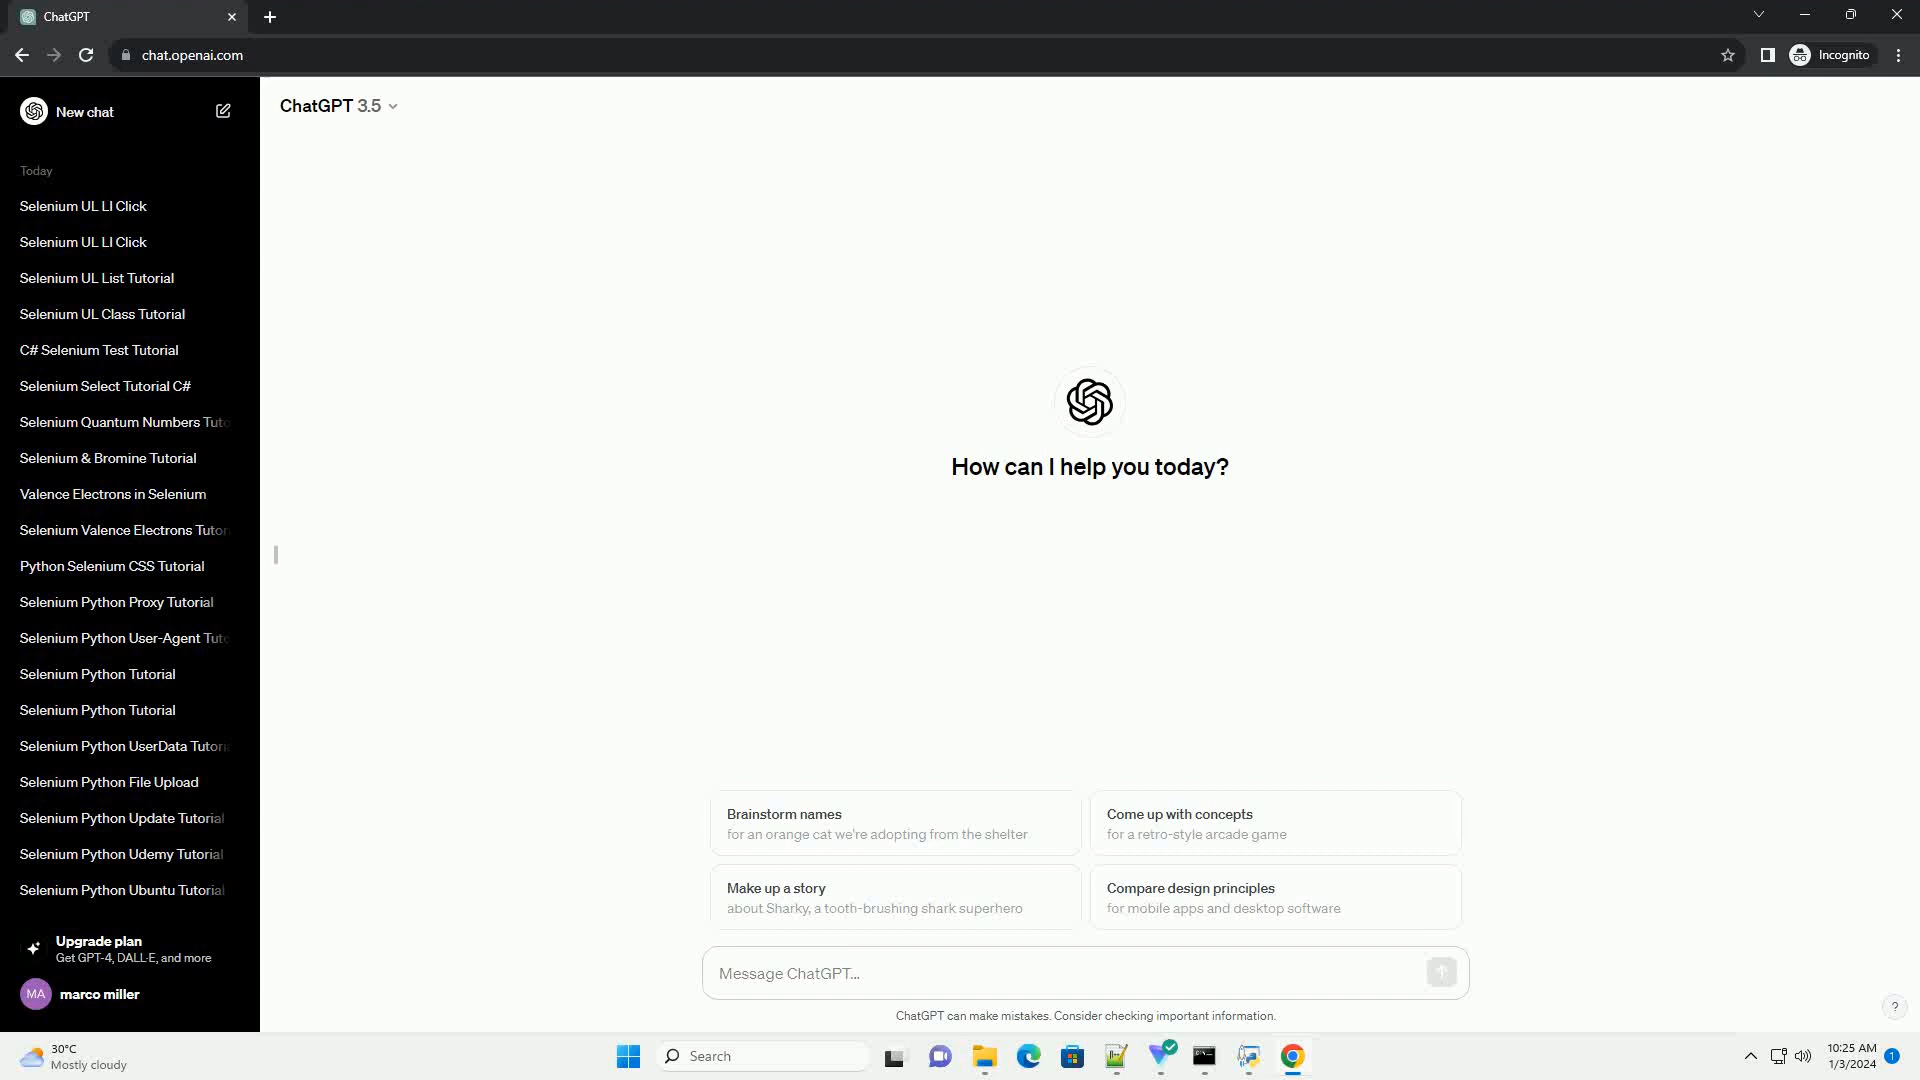 ChatGPT
chat.openai.com
Incognito
New chat
ChatGPT 3.5
Today
Selenium UL LI Click
Selenium UL LI Click
Selenium UL List Tutorial
Selenium UL Class Tutorial
C# Selenium Test Tutorial
Selenium Select Tutorial C#
Selenium Quantum Numbers Tuto
Selenium & Bromine Tutorial
Valence Electrons in Selenium
Selenium Valence Electrons Tutor
Python Selenium CSS Tutorial
Selenium Python Proxy Tutorial
Selenium Python User-Agent Tuto
Selenium Python Tutorial
Selenium Python Tutorial
Selenium Python UserData Tutoria
Selenium Python File Upload
Selenium Python Update Tutorial
Selenium Python Udemy Tutorial
Selenium Python Ubuntu Tutorial
Upgrade plan
Get GPT-4, DALL·E, and more
MA marco miller
How can I help you today?
Brainstorm names
for an orange cat we're adopting from the shelter
Come up with concepts
for a retro-style arcade game
Make up a story
about Sharky, a tooth-brushing shark superhero
Compare design principles
for mobile apps and desktop software
Message ChatGPT...
ChatGPT can make mistakes. Consider checking important information.
?
30°C
Mostly cloudy
Search
10:25 AM
1/3/2024
1